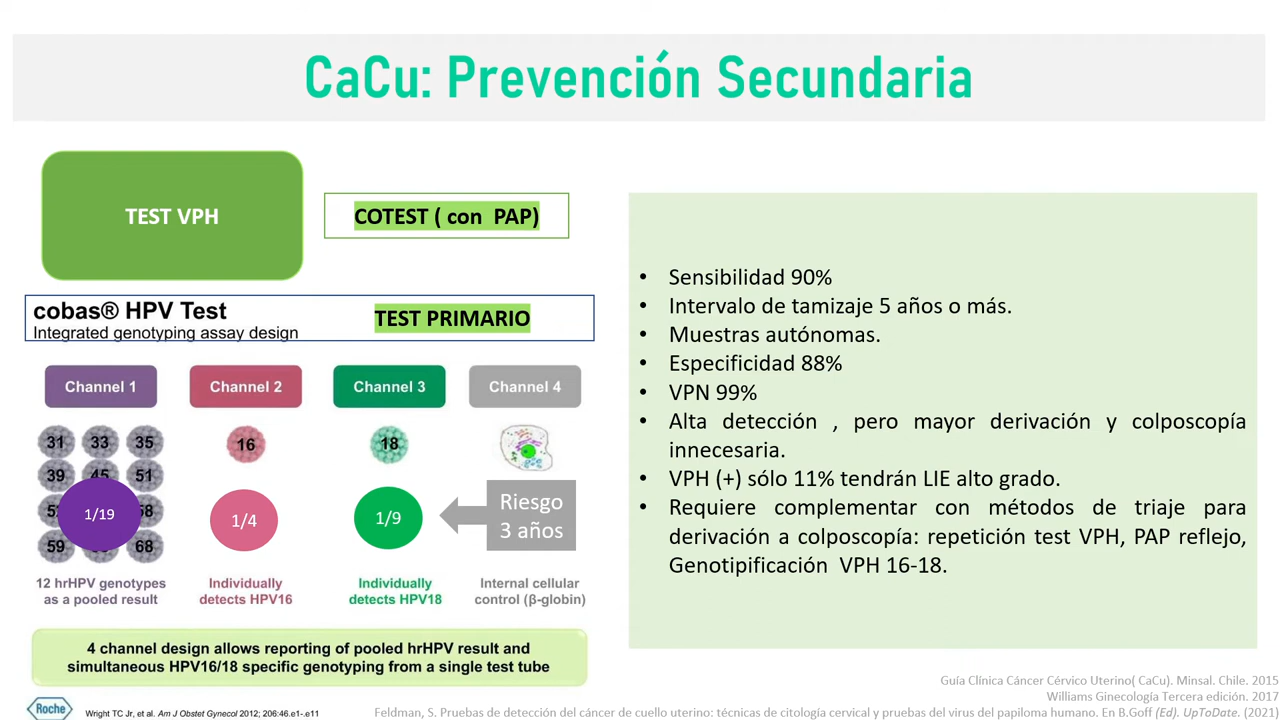 CaCu: Prevención Secundaria
TEST VPH
COTEST ( con PAP)
cobas® HPV Test
Integrated genotyping assay design
TEST PRIMARIO
Channel 1
Channel 2
Channel 3
Channel 4
31 33 35
16
18
39 45 51
1/19
1/4
1/9
Riesgo
3 años
59 68
12 hrHPV genotypes
as a pooled result
Individually
detects HPV16
Individually
detects HPV18
Internal cellular
control (β-globin)
4 channel design allows reporting of pooled hrHPV result and
simultaneous HPV16/18 specific genotyping from a single test tube
• Sensibilidad 90%
• Intervalo de tamizaje 5 años o más.
• Muestras autónomas.
• Especificidad 88%
• VPN 99%
• Alta detección , pero mayor derivación y colposcopía
innecesaria.
• VPH (+) sólo 11% tendrán LIE alto grado.
• Requiere complementar con métodos de triaje para
derivación a colposcopía: repetición test VPH, PAP reflejo,
Genotipificación VPH 16-18.
Roche
Wright TC Jr, et al. Am J Obstet Gynecol 2012; 206:46.e1-.e11
Guía Clínica Cáncer Cérvico Uterino( CaCu). Minsal. Chile. 2015
Williams Ginecología Tercera edición. 2017
Feldman, S. Pruebas de detección del cáncer de cuello uterino: técnicas de citología cervical y pruebas del virus del papiloma humano. En B.Goff (Ed). UpToDate. (2021)